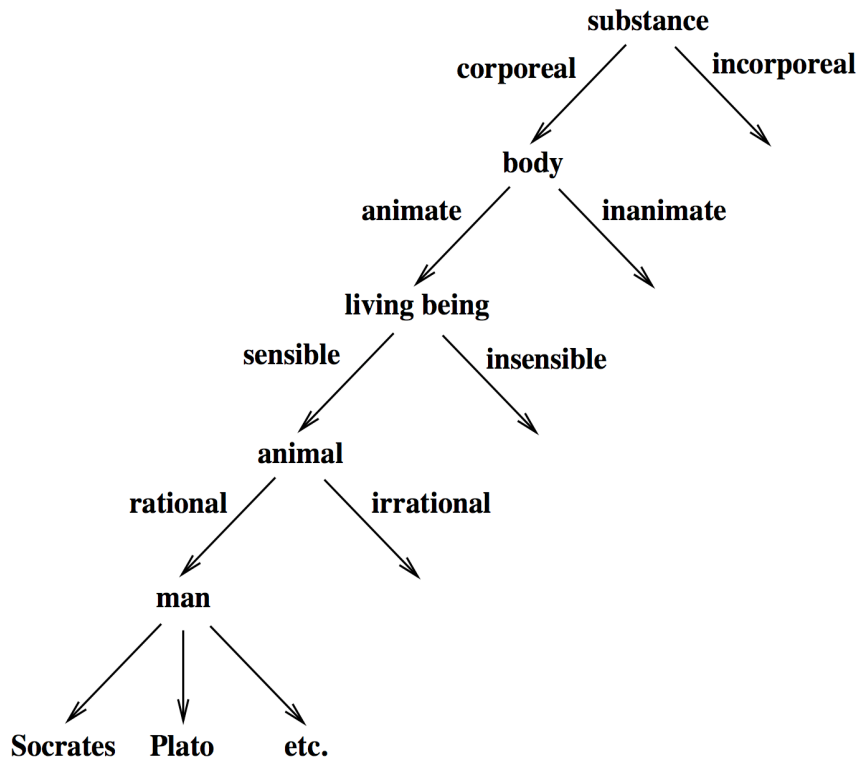 substance
corporeal incorporeal
body
animate inanimate
living being
sensible insensible
animal
rational irrational
man
Socrates Plato etc.